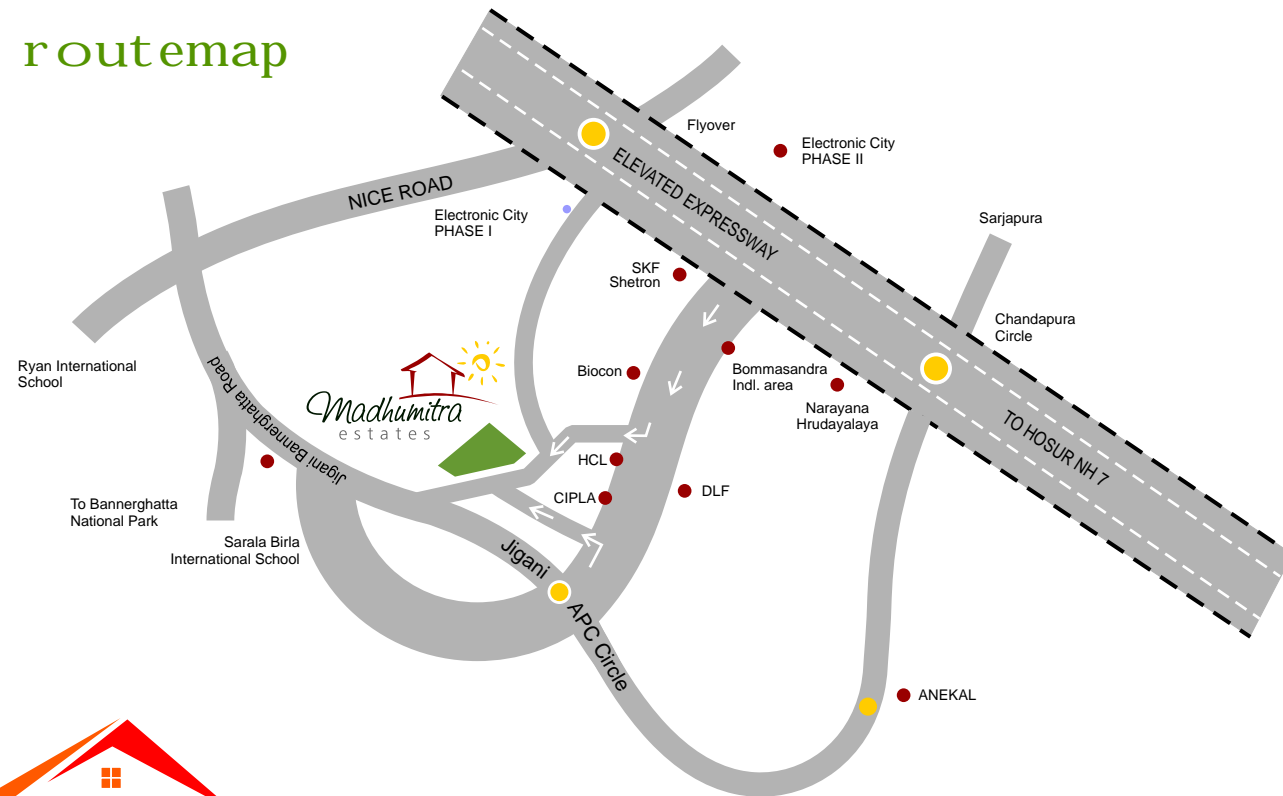 routemap
Flyover
Electronic City
PHASE II
ELEVATED EXPRESSWAY
NICE ROAD
Electronic City
PHASE I
Sarjapura
SKF
Shetron
Chandapura
Circle
Ryan International
School
Jigani Bannerghatta Road
Madhumitra
estates
Biocon
Bommasandra
Indl. area
Narayana
Hrudayalaya
TO HOSUR NH 7
HCL
CIPLA
DLF
To Bannerghatta
National Park
Sarala Birla
International School
Jigani
APC Circle
ANEKAL